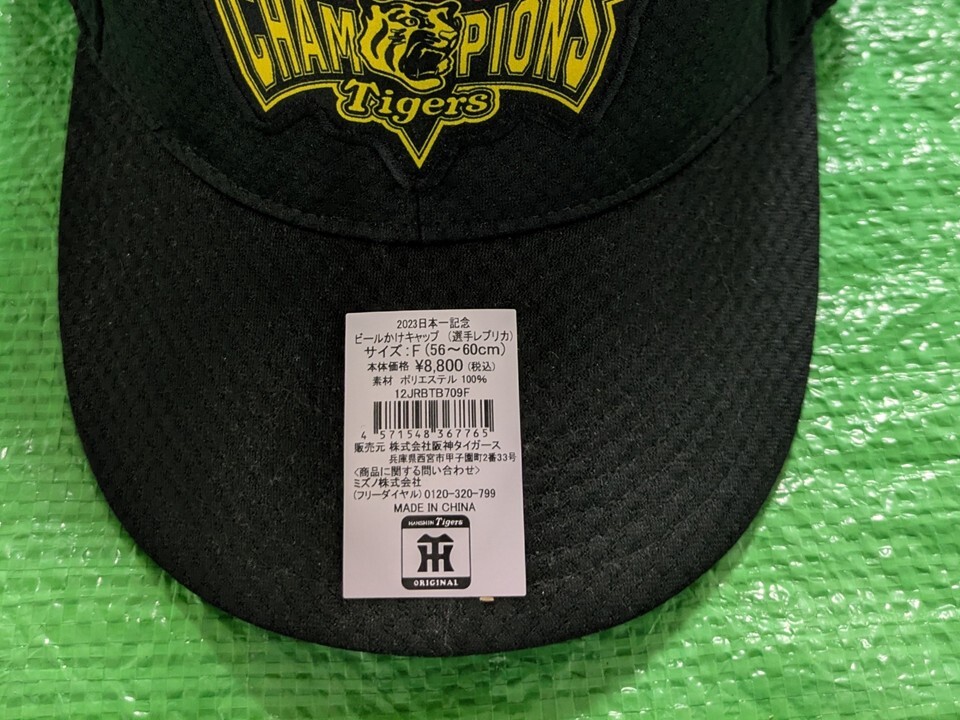 CHAMPIONS
Tigers
2023日本一記念
ビールかけキャップ （選手レプリカ）
サイズ:F(56～60cm)
本体価格 ¥8,800(税込)
素材 ポリエステル 100%
12JRBTB709F
4 571548 367765
販売元 株式会社阪神タイガース
兵庫県西宮市甲子園町2番33号
<商品に関する問い合わせ>
ミズノ株式会社
(フリーダイヤル)0120-320-799
MADE IN CHINA
HANSHIN Tigers
HT
ORIGINAL